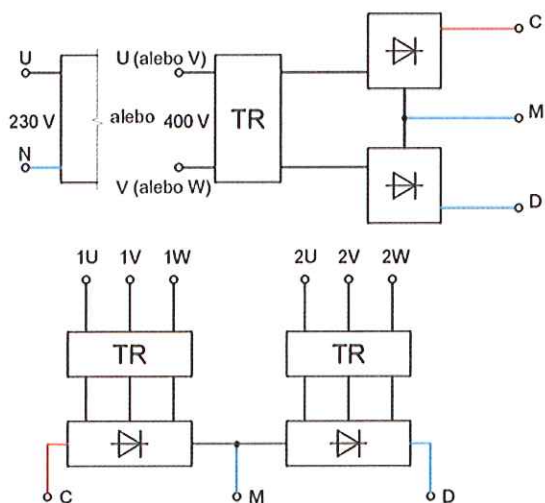 C
U U (alebo V)
230 V alebo 400 V TR
M
N
V (alebo W)
D
1U 1V 1W 2U 2V 2W
TR TR
C M D